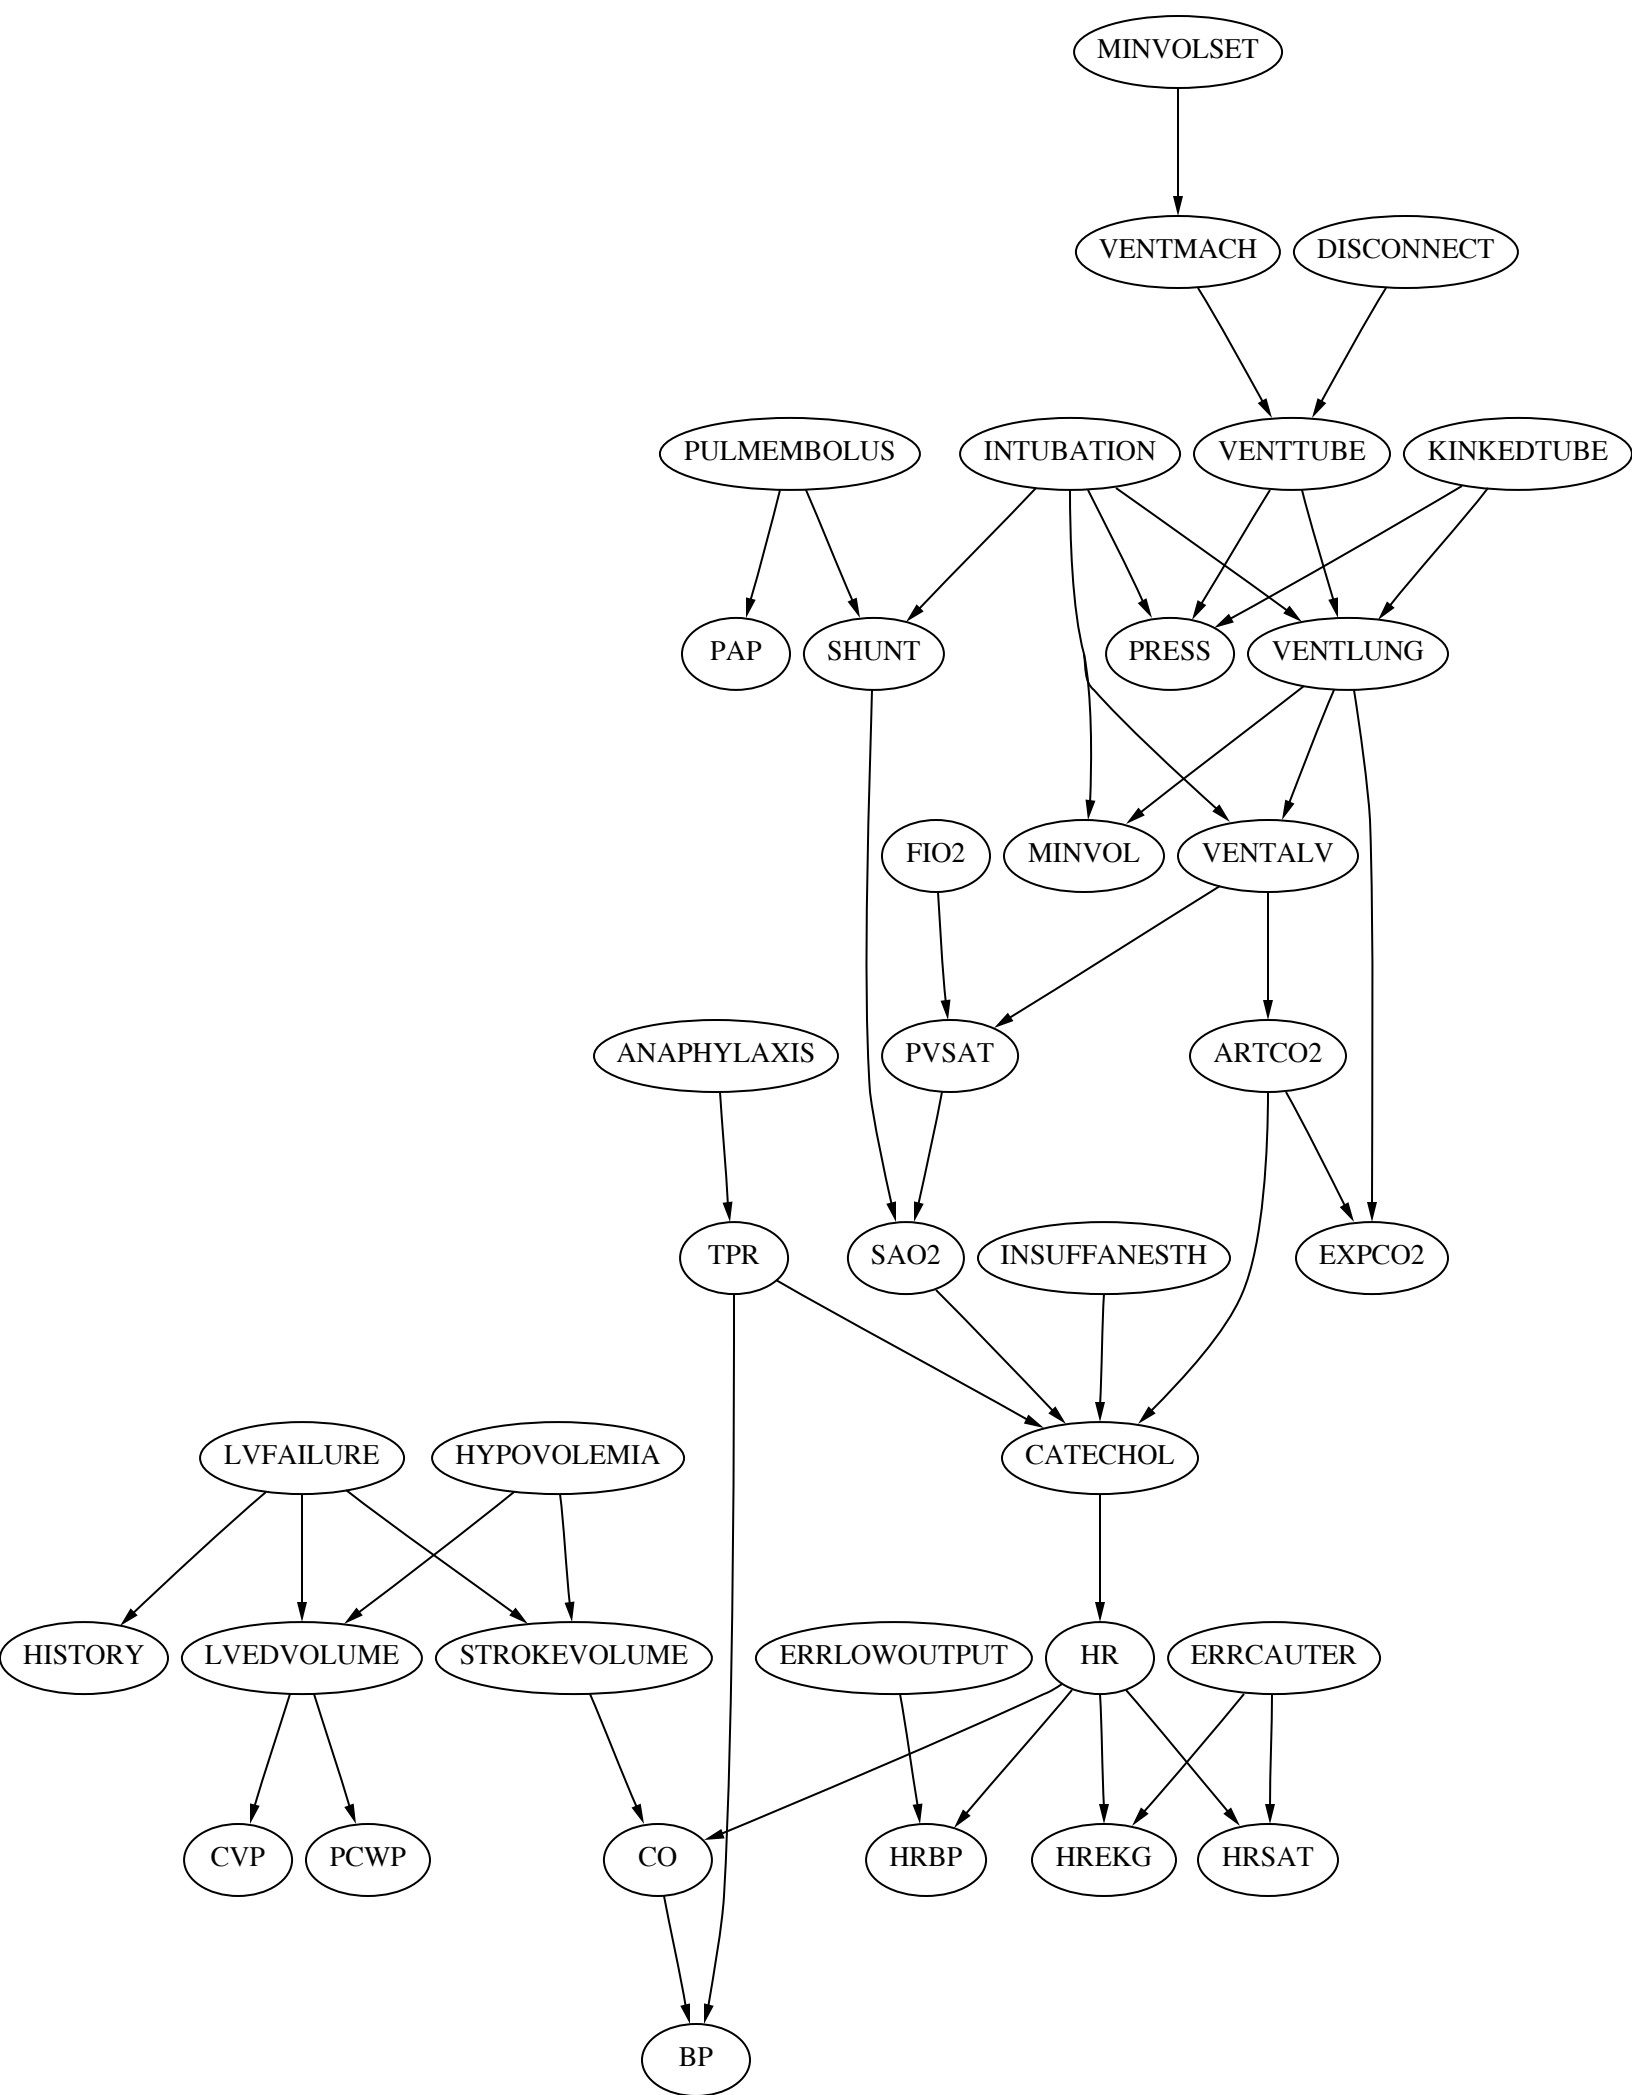 MINVOLSET
VENTMACH
DISCONNECT
PULMEMBOLUS
INTUBATION
VENTTUBE
KINKEDTUBE
PAP
SHUNT
PRESS
VENTLUNG
FIO2
MINVOL
VENTALV
ANAPHYLAXIS
PVSAT
ARTCO2
TPR
SAO2
INSUFFANESTH
EXPCO2
LVFAILURE
HYPOVOLEMIA
CATECHOL
HISTORY
LVEDVOLUME
STROKEVOLUME
ERRLOWOUTPUT
HR
ERRCAUTER
CVP
PCWP
CO
HRBP
HREKG
HRSAT
BP